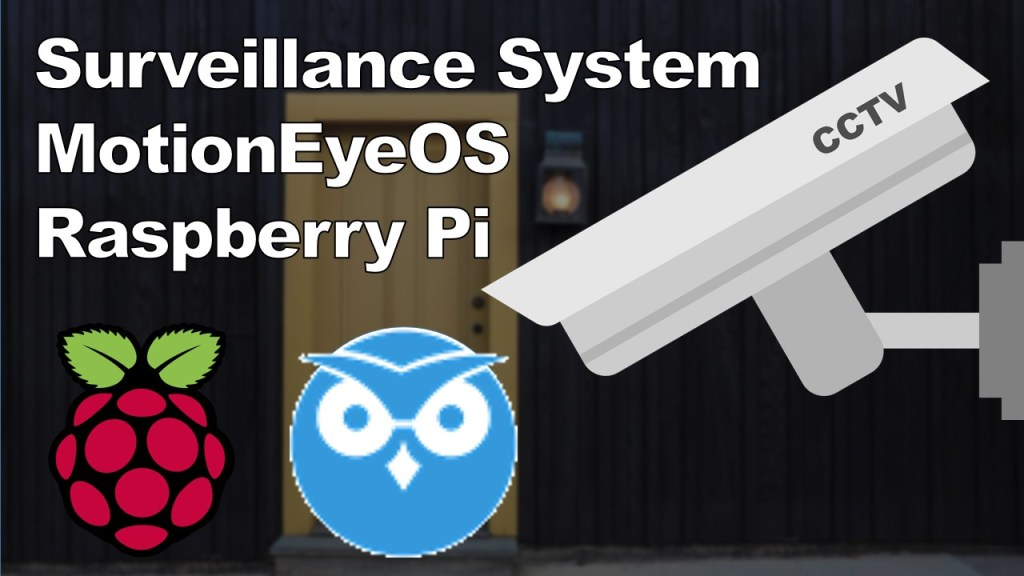 Surveillance System
MotionEyeOS
Raspberry Pi
CCTV